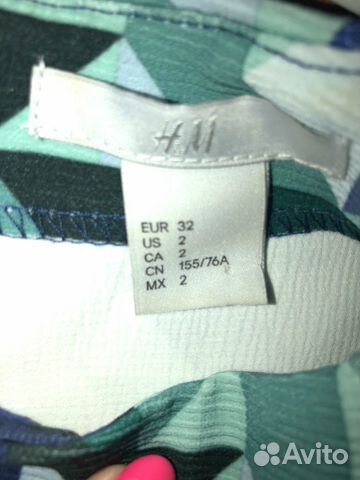 H&M
EUR 32
US 2
CA 2
CN 155/76A
MX 2
Avito